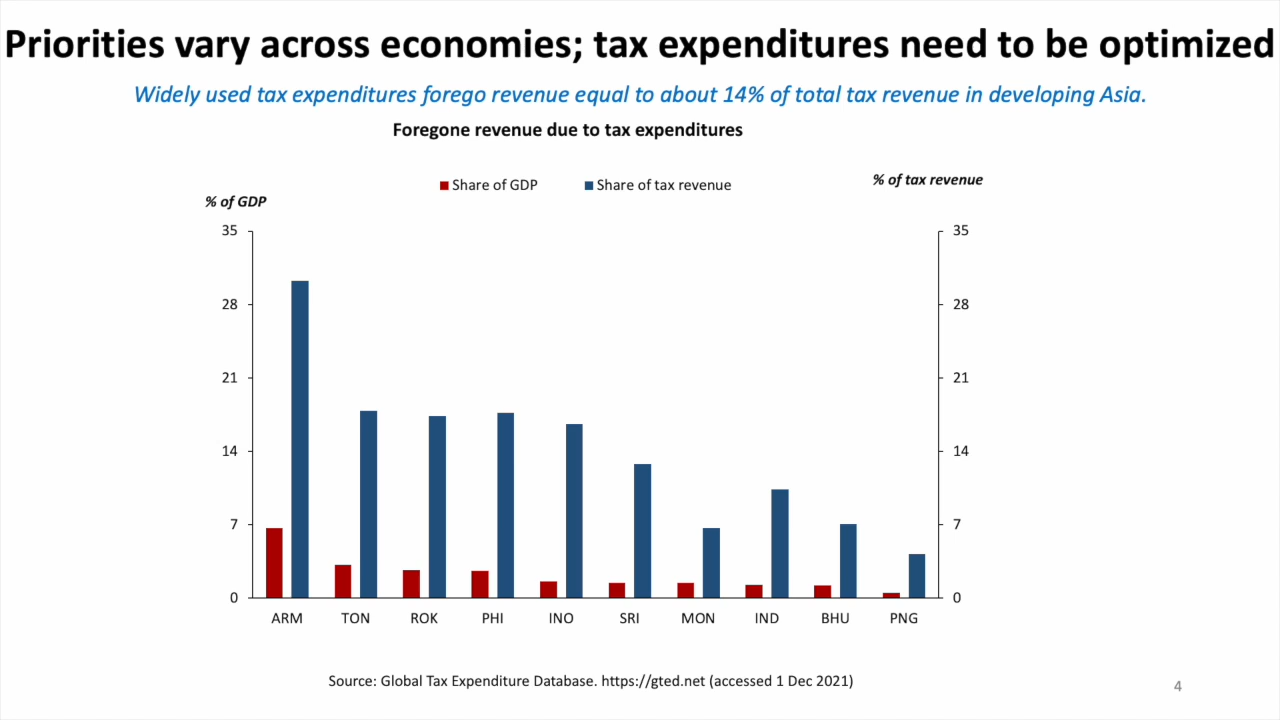 Priorities vary across economies; tax expenditures need to be optimized
Widely used tax expenditures forego revenue equal to about 14% of total tax revenue in developing Asia.
Foregone revenue due to tax expenditures
Share of GDP
Share of tax revenue
% of tax revenue
% of GDP
35
35
28
28
21
21
14
14
7
7
0
0
ARM TON ROK PHI INO SRI MON IND BHU PNG
Source: Global Tax Expenditure Database. https://gted.net (accessed 1 Dec 2021)
4